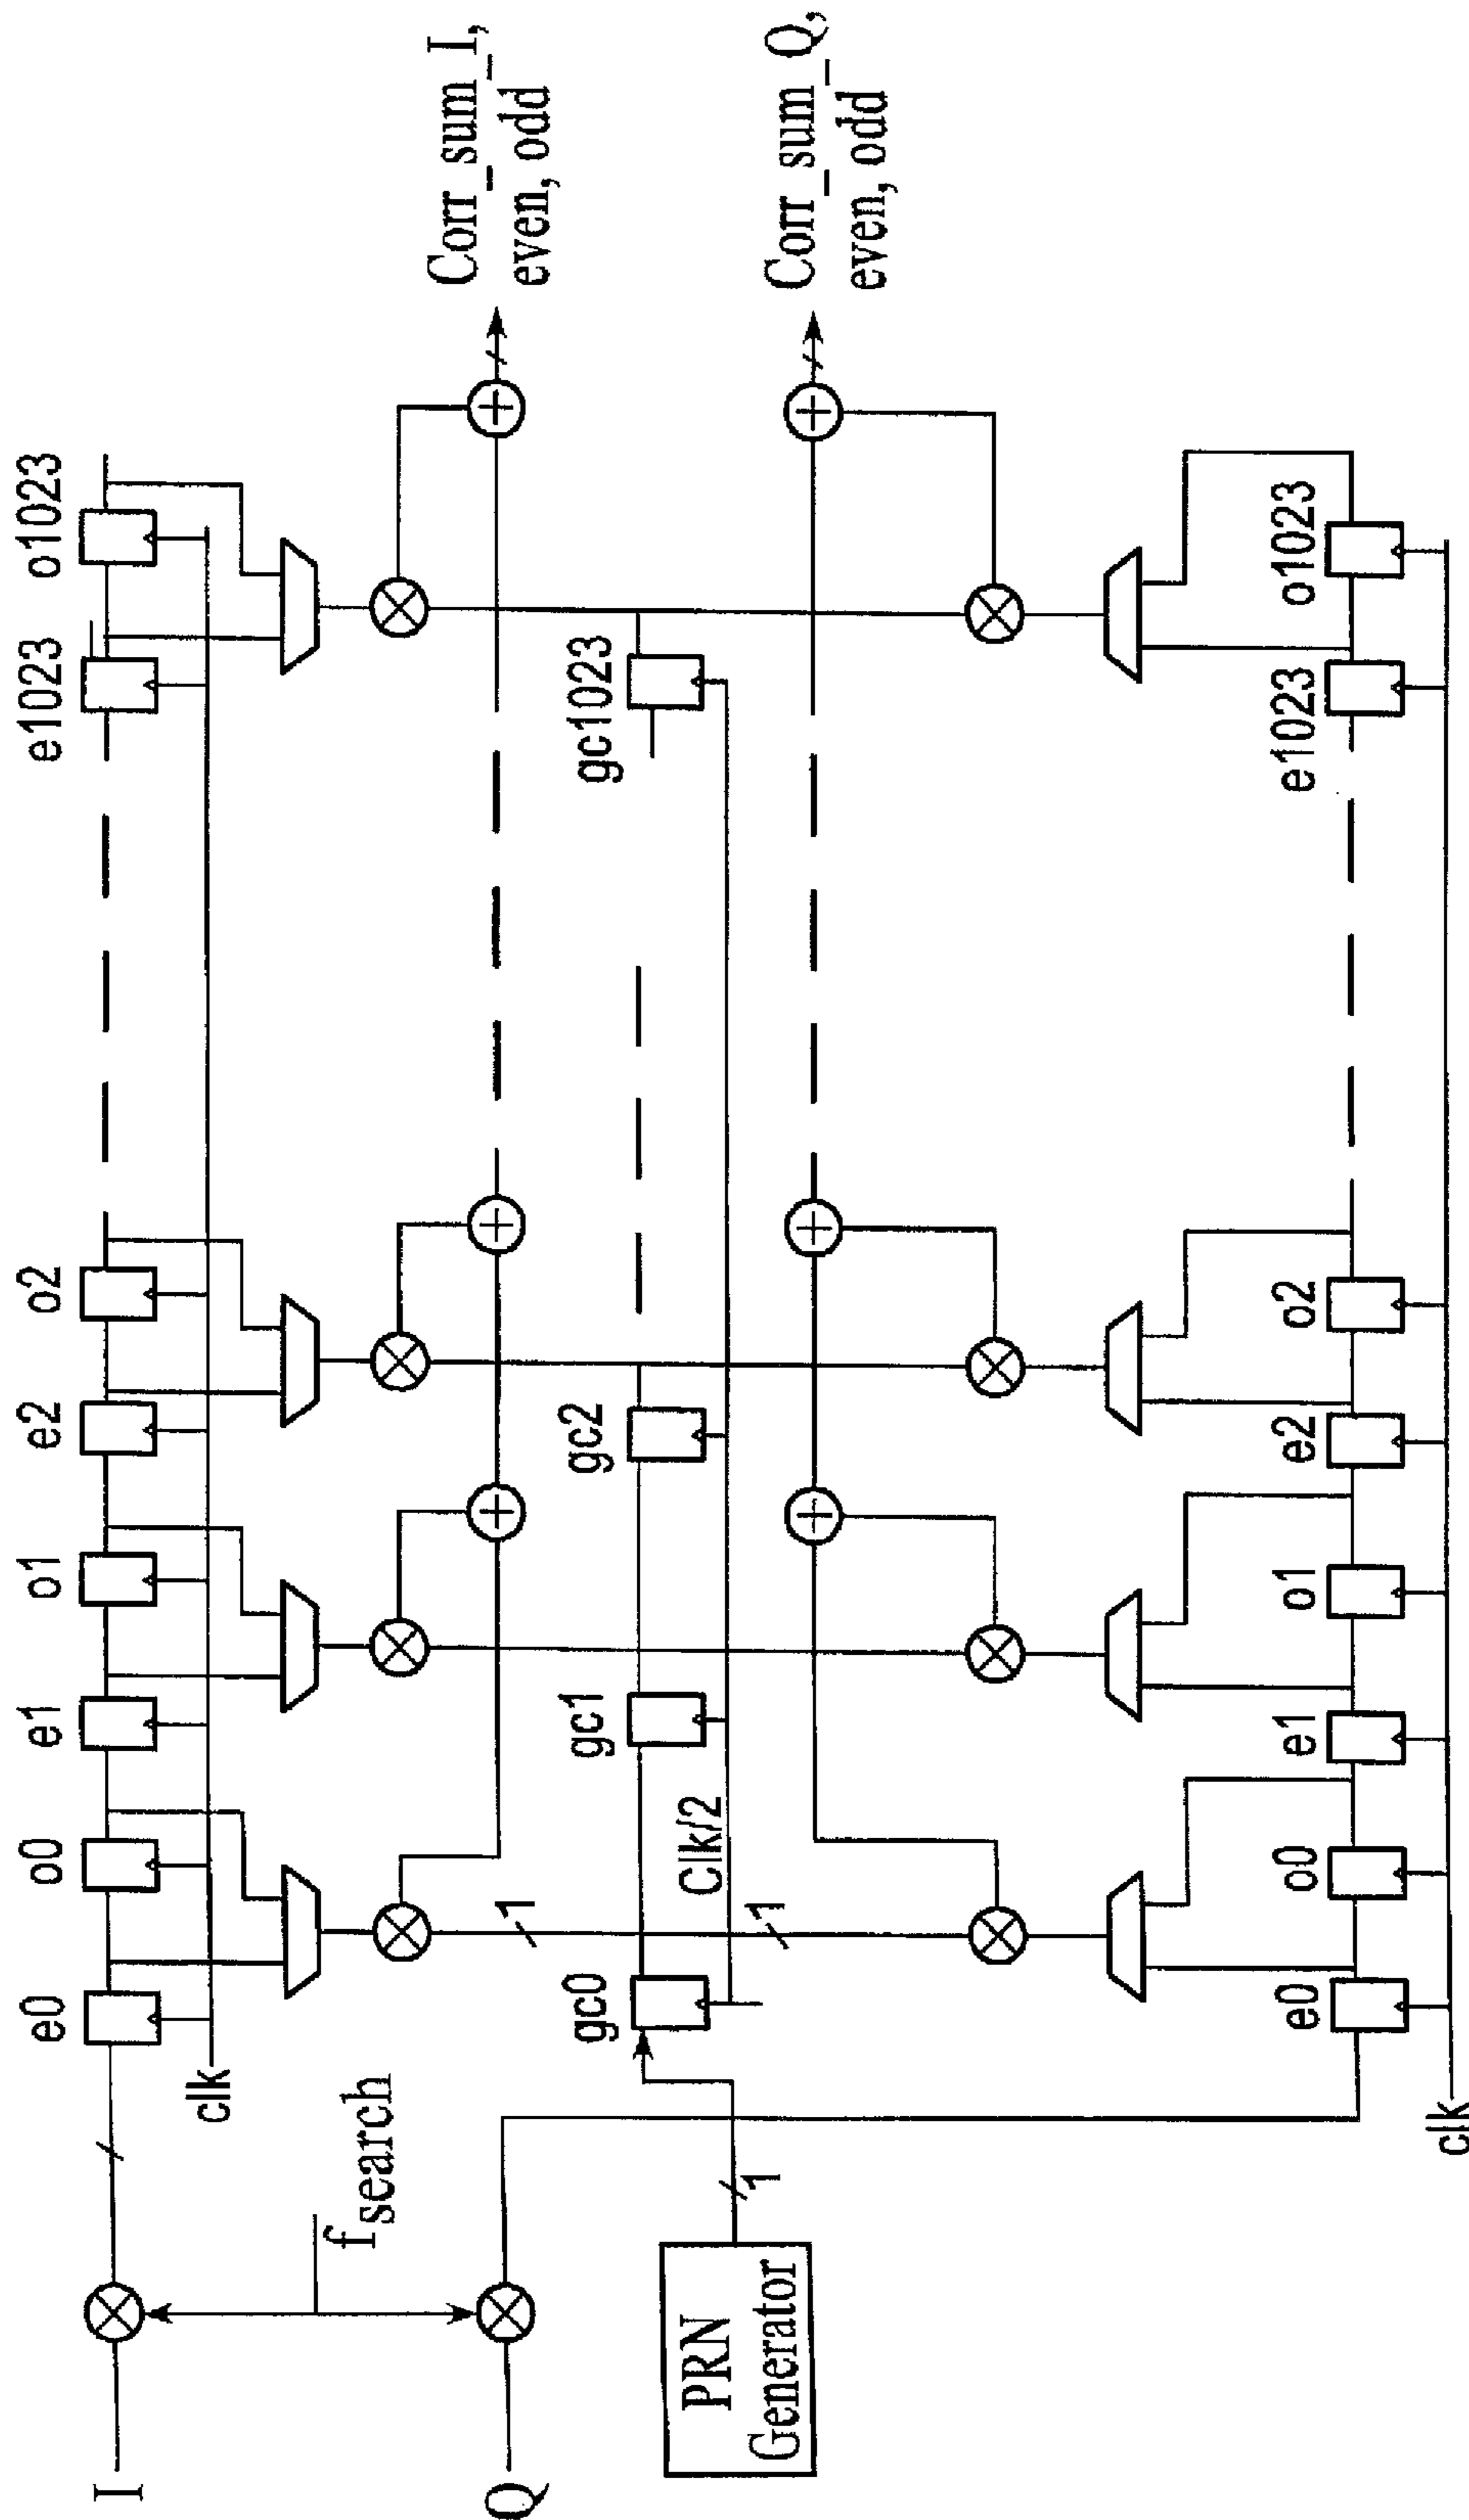 I
Q
f search
PRN
Generator
clk
e0
o0
e1
o1
e2
o2
e1023
o1023
Corr_sum_I,
even, odd
1
1
1
gc0
gc1
gc2
gc1023
Clk/2
Corr_sum_Q,
even, odd
e0
o0
e1
o1
e2
o2
e1023
o1023
clk